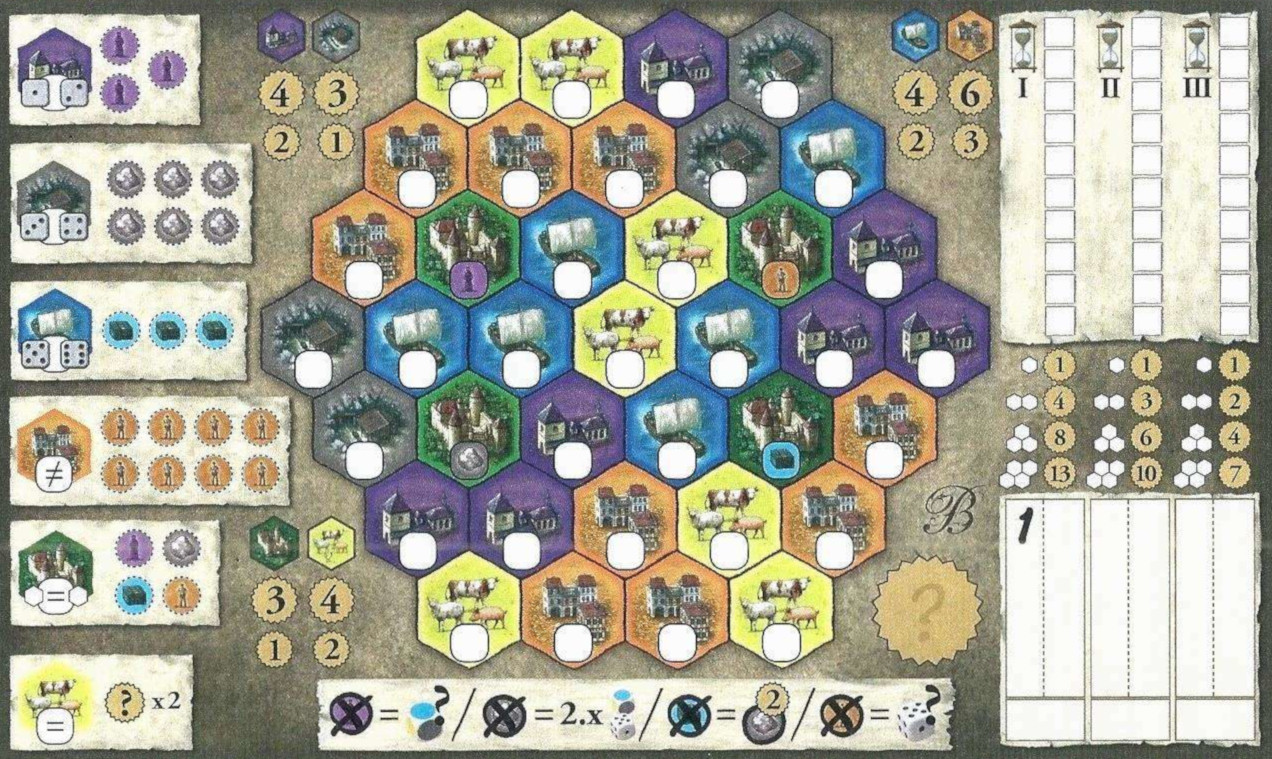 4 3
2 1
4 6
2 3
I II III
1 1 1
4 3 2
8 6 4
13 10 7
≠
=
3 4
1 2
B
?
1
= ? x2
= ? / = 2.x / = 2 / = ?